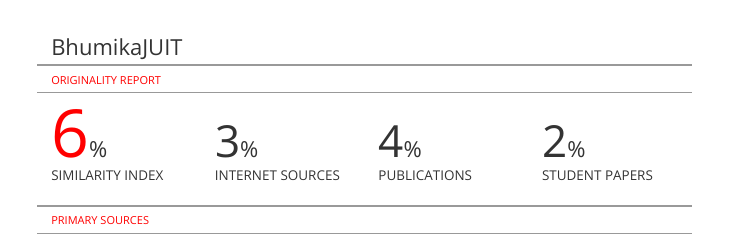 BhumikaJUIT
ORIGINALITY REPORT
6% 3% 4% 2%
SIMILARITY INDEX INTERNET SOURCES PUBLICATIONS STUDENT PAPERS
PRIMARY SOURCES